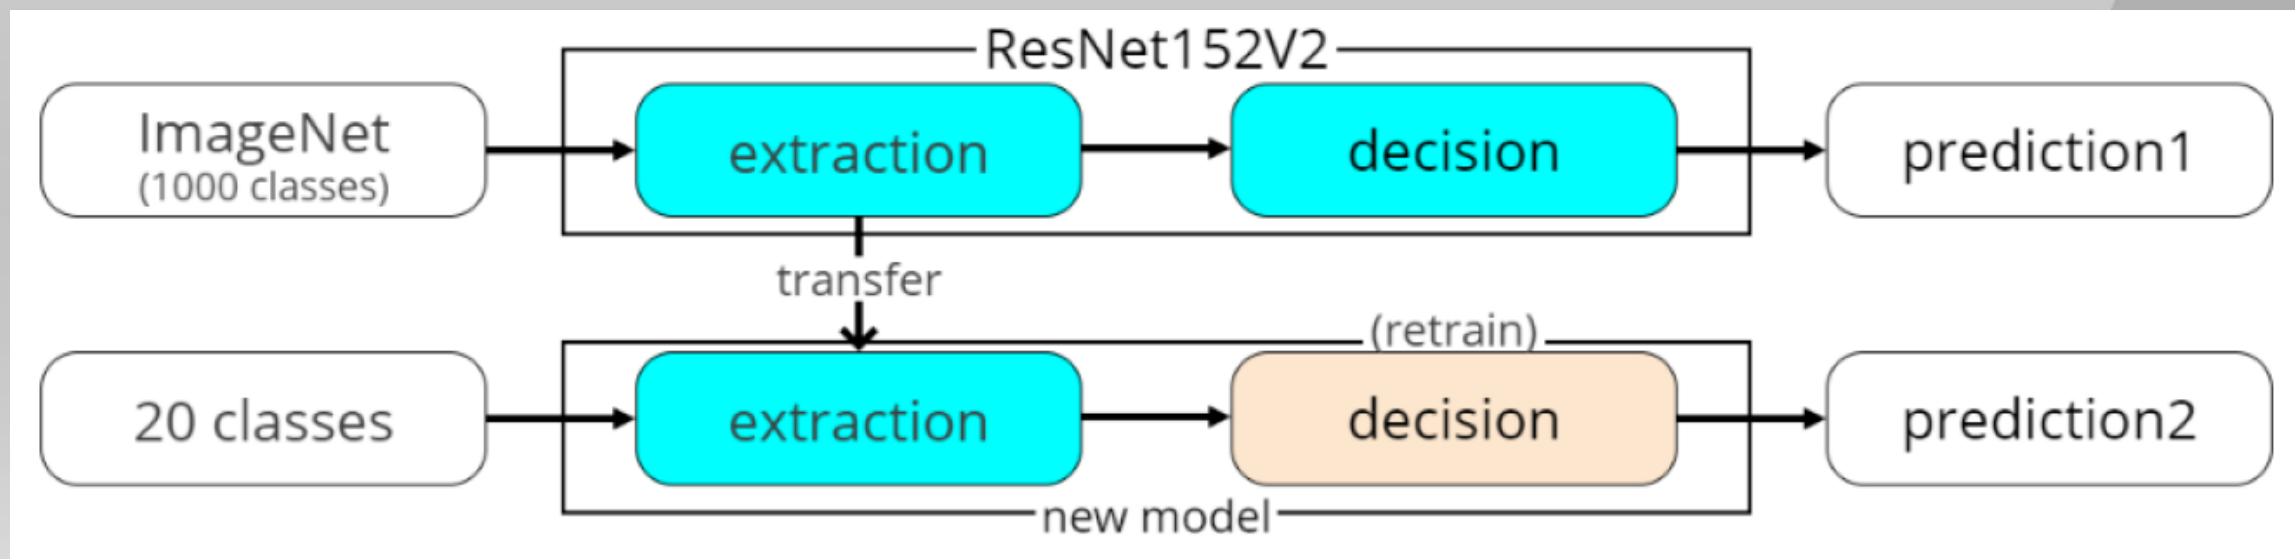 ResNet152V2
ImageNet
(1000 classes)
extraction
decision
prediction1
transfer
(retrain)
20 classes
extraction
decision
prediction2
new model